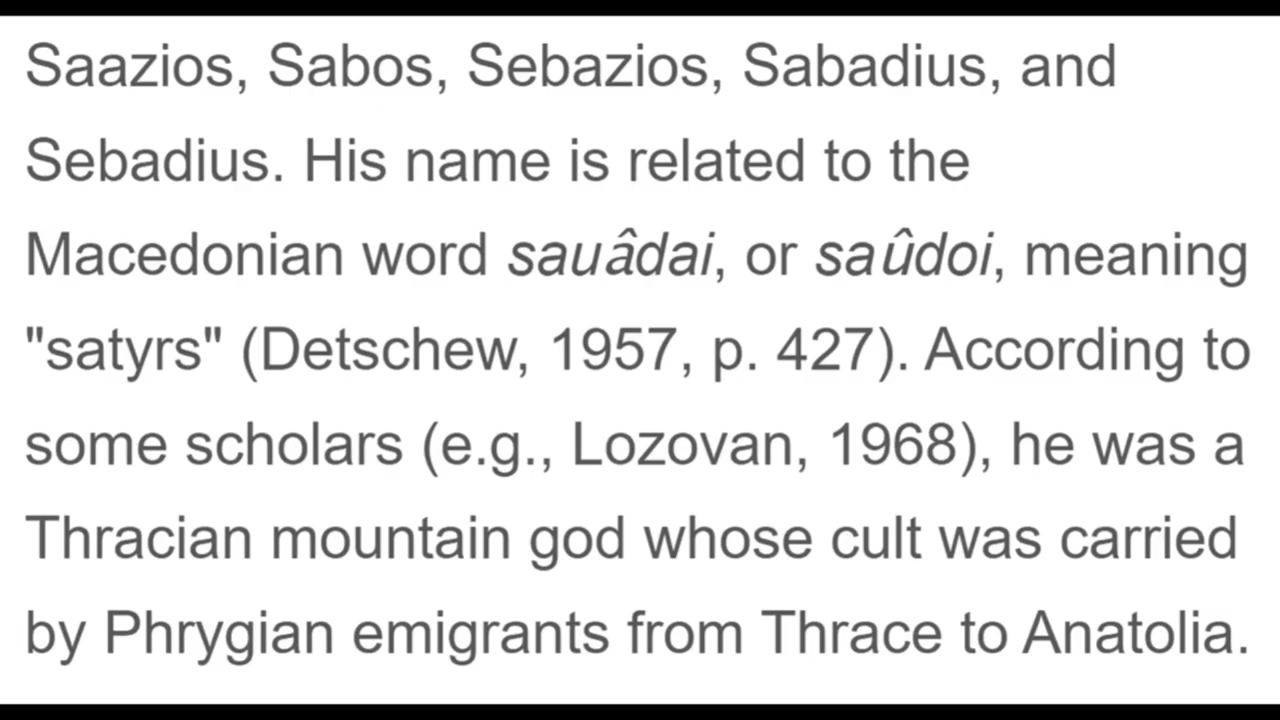 Saazios, Sabos, Sebazios, Sabadius, and
Sebadius. His name is related to the
Macedonian word sauâdai, or saûdoi, meaning
"satyrs" (Detschew, 1957, p. 427). According to
some scholars (e.g., Lozovan, 1968), he was a
Thracian mountain god whose cult was carried
by Phrygian emigrants from Thrace to Anatolia.